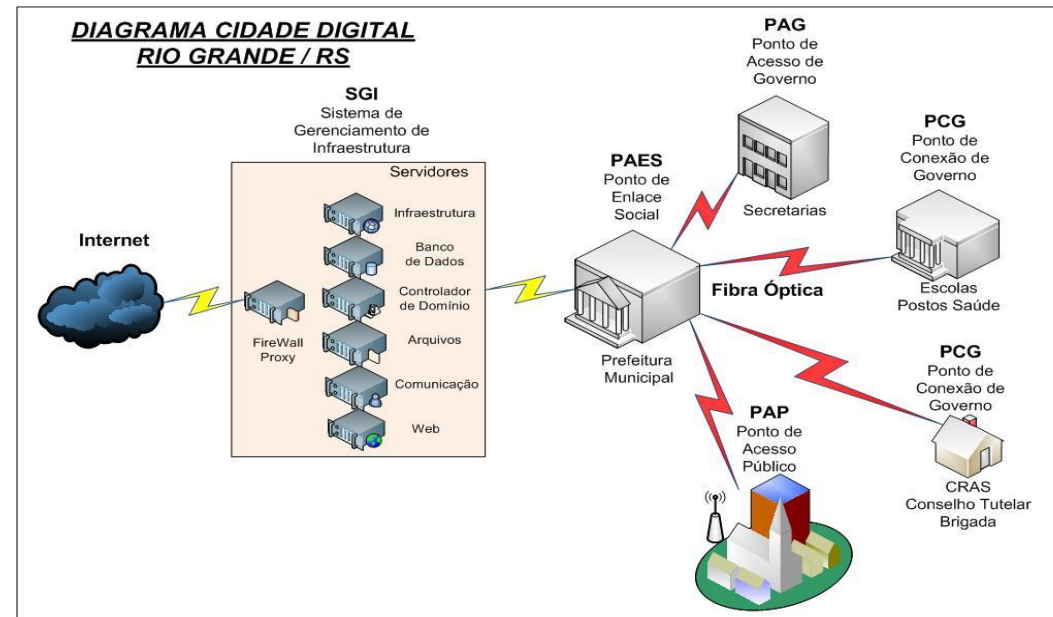 DIAGRAMA CIDADE DIGITAL
RIO GRANDE / RS
SGI
Sistema de
Gerenciamento de
Infraestrutura
Servidores
Infraestrutura
Banco
de Dados
Controlador
de Domínio
Arquivos
Comunicação
Web
FireWall
Proxy
Internet
PAES
Ponto de
Enlace
Social
Prefeitura
Municipal
Fibra Óptica
PAG
Ponto de
Acesso de
Governo
Secretarias
PCG
Ponto de
Conexão de
Governo
Escolas
Postos Saúde
PCG
Ponto de
Conexão de
Governo
CRAS
Conselho Tutelar
Brigada
PAP
Ponto de
Acesso
Público